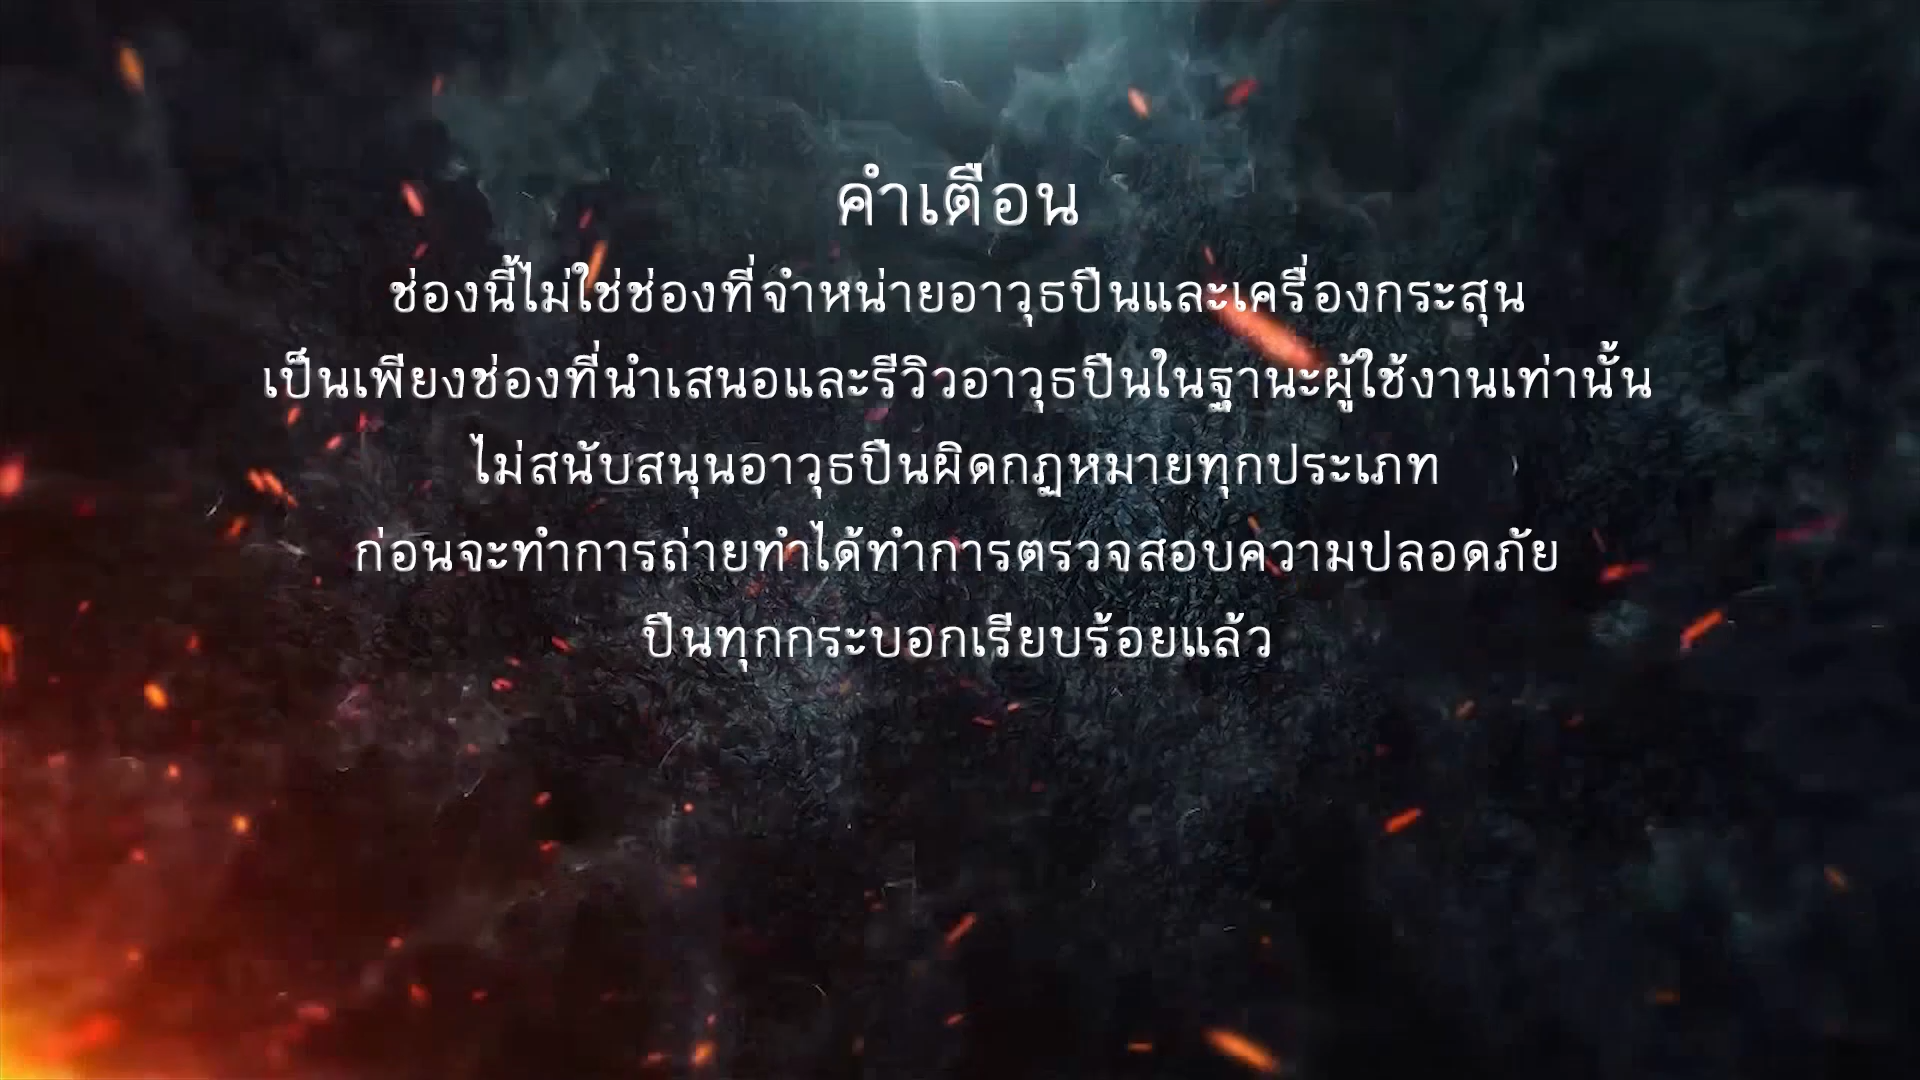 คำเตือน
ช่องนี้ไม่ใช่ช่องที่จำหน่ายอาวุธปืนและเครื่องกระสุน
เป็นเพียงช่องที่นำเสนอและรีวิวอาวุธปืนในฐานะผู้ใช้งานเท่านั้น
ไม่สนับสนุนอาวุธปืนผิดกฏหมายทุกประเภท
ก่อนจะทำการถ่ายทำได้ทำการตรวจสอบความปลอดภัย
ปืนทุกกระบอกเรียบร้อยแล้ว